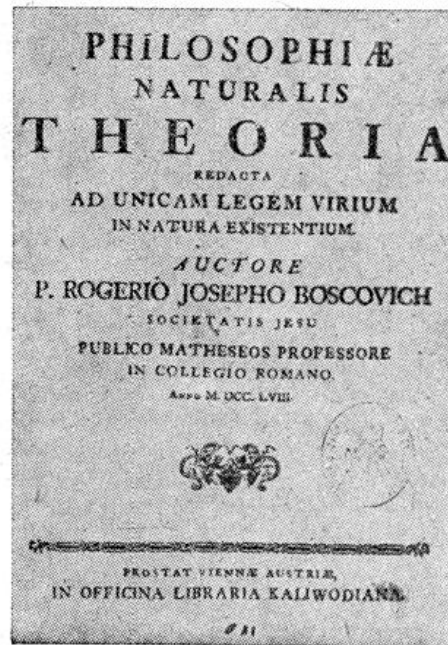 PHILOSOPHIÆ
NATURALIS
THEORIA
REDACTA
AD UNICAM LEGEM VIRIUM
IN NATURA EXISTENTIUM.
AUCTORE
P. ROGERIO JOSEPHO BOSCOVICH
SOCIETATIS JESU
PUBLICO MATHESEOS PROFESSORE
IN COLLEGIO ROMANO.
Anno M. DCC. LVIII.
PROSTAT VIENNÆ AUSTRIÆ,
IN OFFICINA LIBRARIA KALIWODIANA.